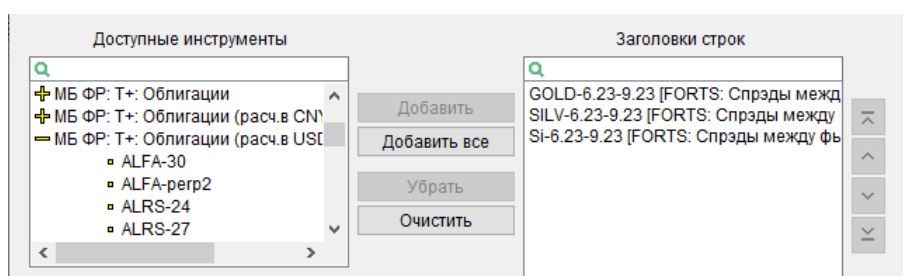 Доступные инструменты
МБ ФР: Т+: Облигации
МБ ФР: Т+: Облигации (расч.в CNY
МБ ФР: Т+: Облигации (расч.в USD
ALFA-30
ALFA-perp2
ALRS-24
ALRS-27
Добавить
Добавить все
Убрать
Очистить
Заголовки строк
GOLD-6.23-9.23 [FORTS: Спрэды межд
SILV-6.23-9.23 [FORTS: Спрэды между
Si-6.23-9.23 [FORTS: Спрэды между фь